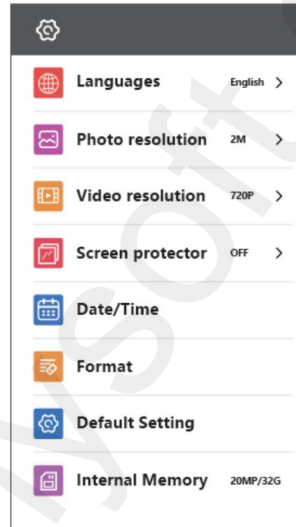 Languages English >
Photo resolution 2M >
Video resolution 720P >
Screen protector OFF >
Date/Time
Format
Default Setting
Internal Memory 20MP/32G